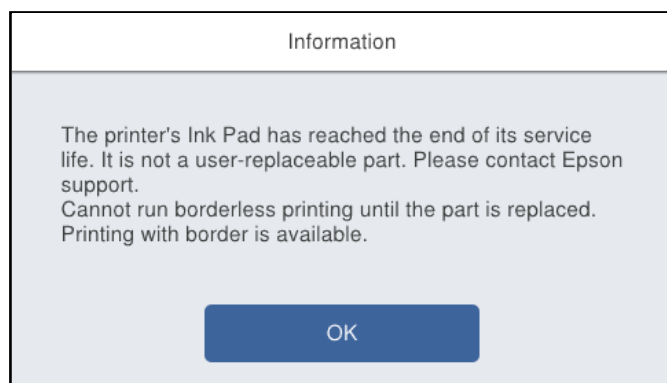 Information
The printer's Ink Pad has reached the end of its service
life. It is not a user-replaceable part. Please contact Epson
support.
Cannot run borderless printing until the part is replaced.
Printing with border is available.
OK